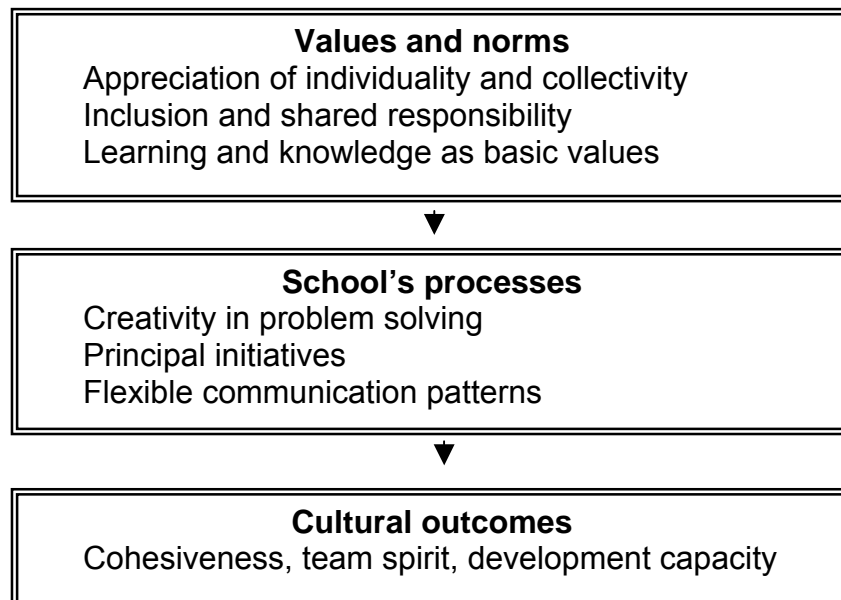 Values and norms
Appreciation of individuality and collectivity
Inclusion and shared responsibility
Learning and knowledge as basic values
School’s processes
Creativity in problem solving
Principal initiatives
Flexible communication patterns
Cultural outcomes
Cohesiveness, team spirit, development capacity